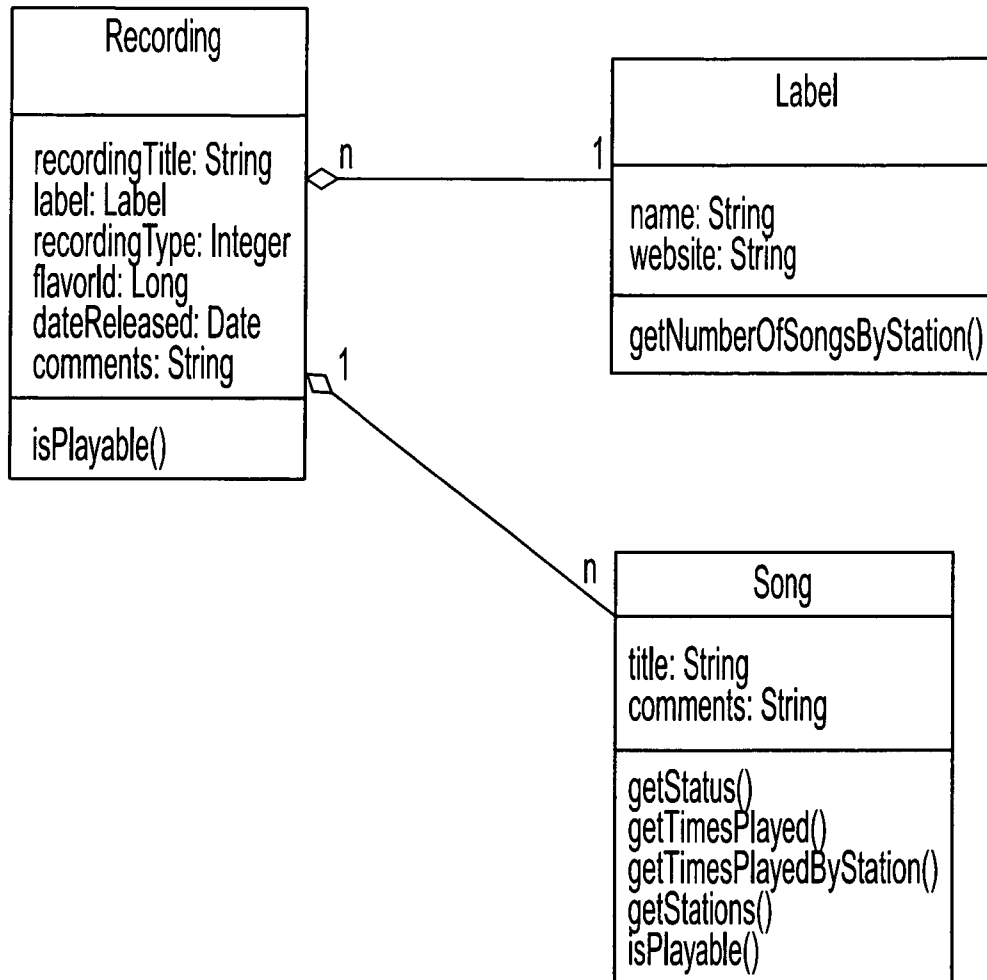 Recording
recordingTitle: String
label: Label
recordingType: Integer
flavorId: Long
dateReleased: Date
comments: String
isPlayable()
n
1
Label
name: String
website: String
getNumberOfSongsByStation()
1
n
Song
title: String
comments: String
getStatus()
getTimesPlayed()
getTimesPlayedByStation()
getStations()
isPlayable()